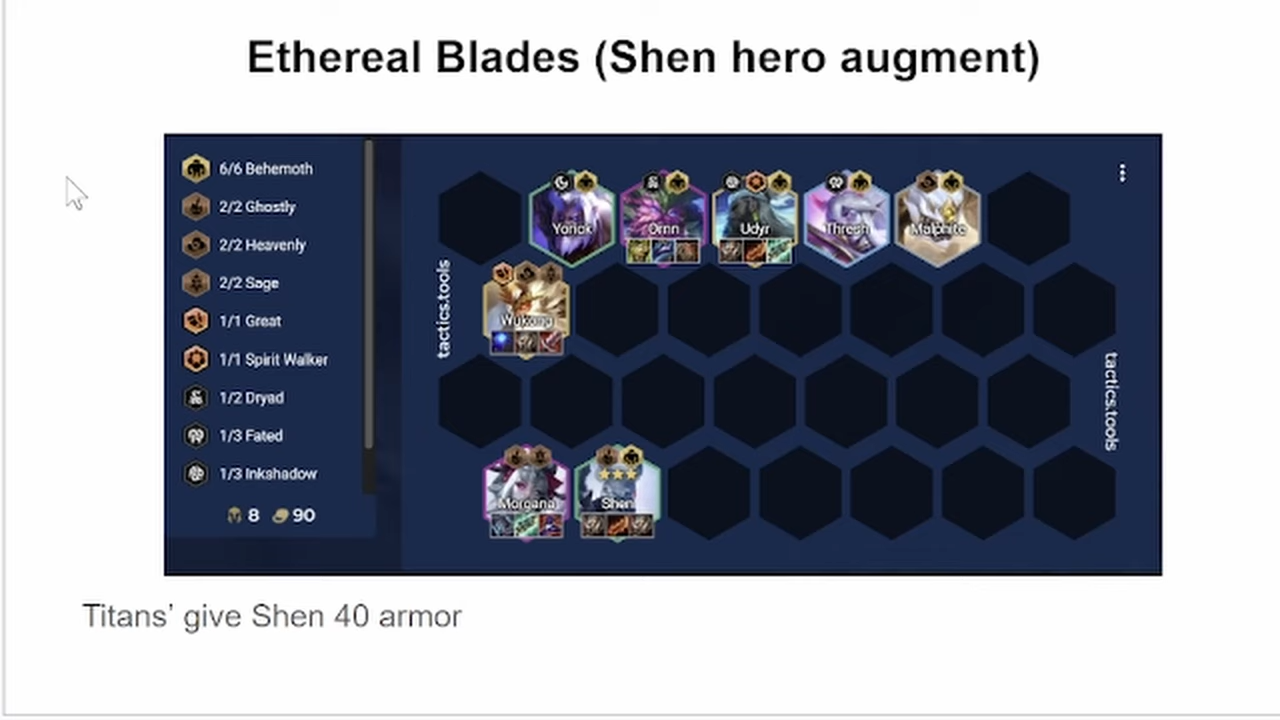 Ethereal Blades (Shen hero augment)
6/6 Behemoth
2/2 Ghostly
2/2 Heavenly
2/2 Sage
1/1 Great
1/1 Spirit Walker
1/2 Dryad
1/3 Fated
1/3 Inkshadow
8 90
tactics.tools
Yorick Ornn Udyr Thresh Malphite
Wukong
Morgana Shen
tactics.tools
Titans' give Shen 40 armor